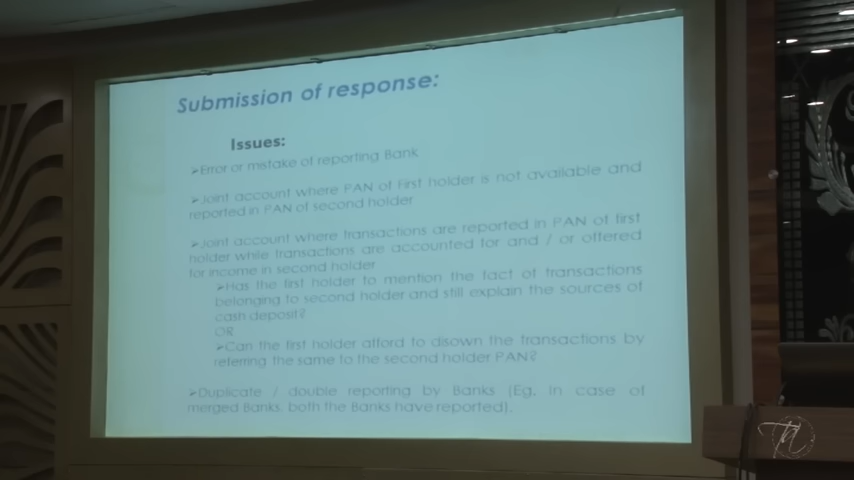 Submission of response:
Issues:
➢Error or mistake of reporting Bank
➢Joint account where PAN of First holder is not available and
reported in PAN of second holder
➢Joint account where transactions are reported in PAN of first
holder while transactions are accounted for and / or offered
for income in second holder
➢Has the first holder to mention the fact of transactions
belonging to second holder and still explain the sources of
cash deposit?
OR
➢Can the first holder afford to disown the transactions by
referring the same to the second holder PAN?
➢Duplicate / double reporting by Banks (Eg. In case of
merged Banks, both the Banks have reported).